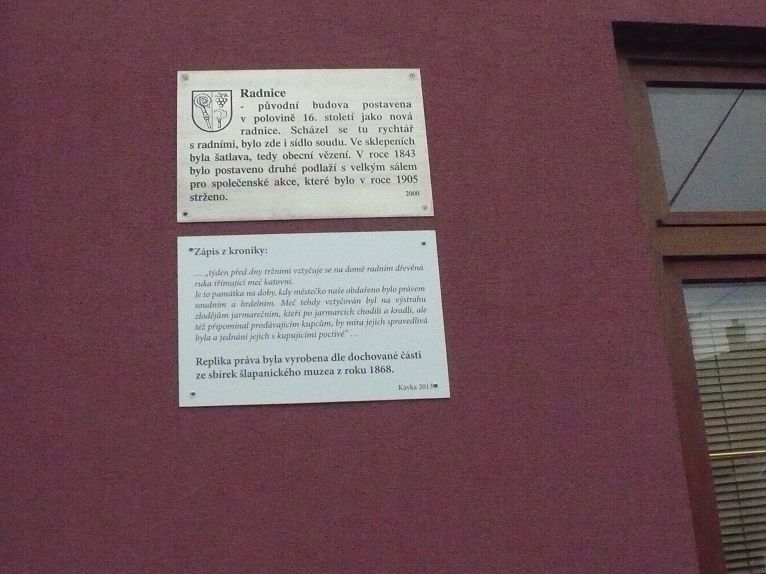 Radnice
- původní budova postavena
v polovině 16. století jako nová
radnice. Scházel se tu rychtář
s radními, bylo zde i sídlo soudu. Ve sklepeních
byla šatlava, tedy obecní vězení. V roce 1843
bylo postaveno druhé podlaží s velkým sálem
pro společenské akce, které bylo v roce 1905
strženo.
2000
Zápis z kroniky:
... „týden před dny tržními vztyčuje se na domě radním dřevěná
ruka třímající meč katovní.
Je to památka na doby, kdy městečko naše obdařeno bylo právem
soudním a hrdelním. Meč tehdy vztyčován byl na výstrahu
zlodějům jarmarečním, kteří po jarmarcích chodili a kradli, ale
též připomínal prodávajícím kupcům, by míra jejich spravedlivá
byla a jednání jejich s kupujícími poctivé“ ...
Replika práva byla vyrobena dle dochované části
ze sbírek šlapanického muzea z roku 1868.
Kavka 2013